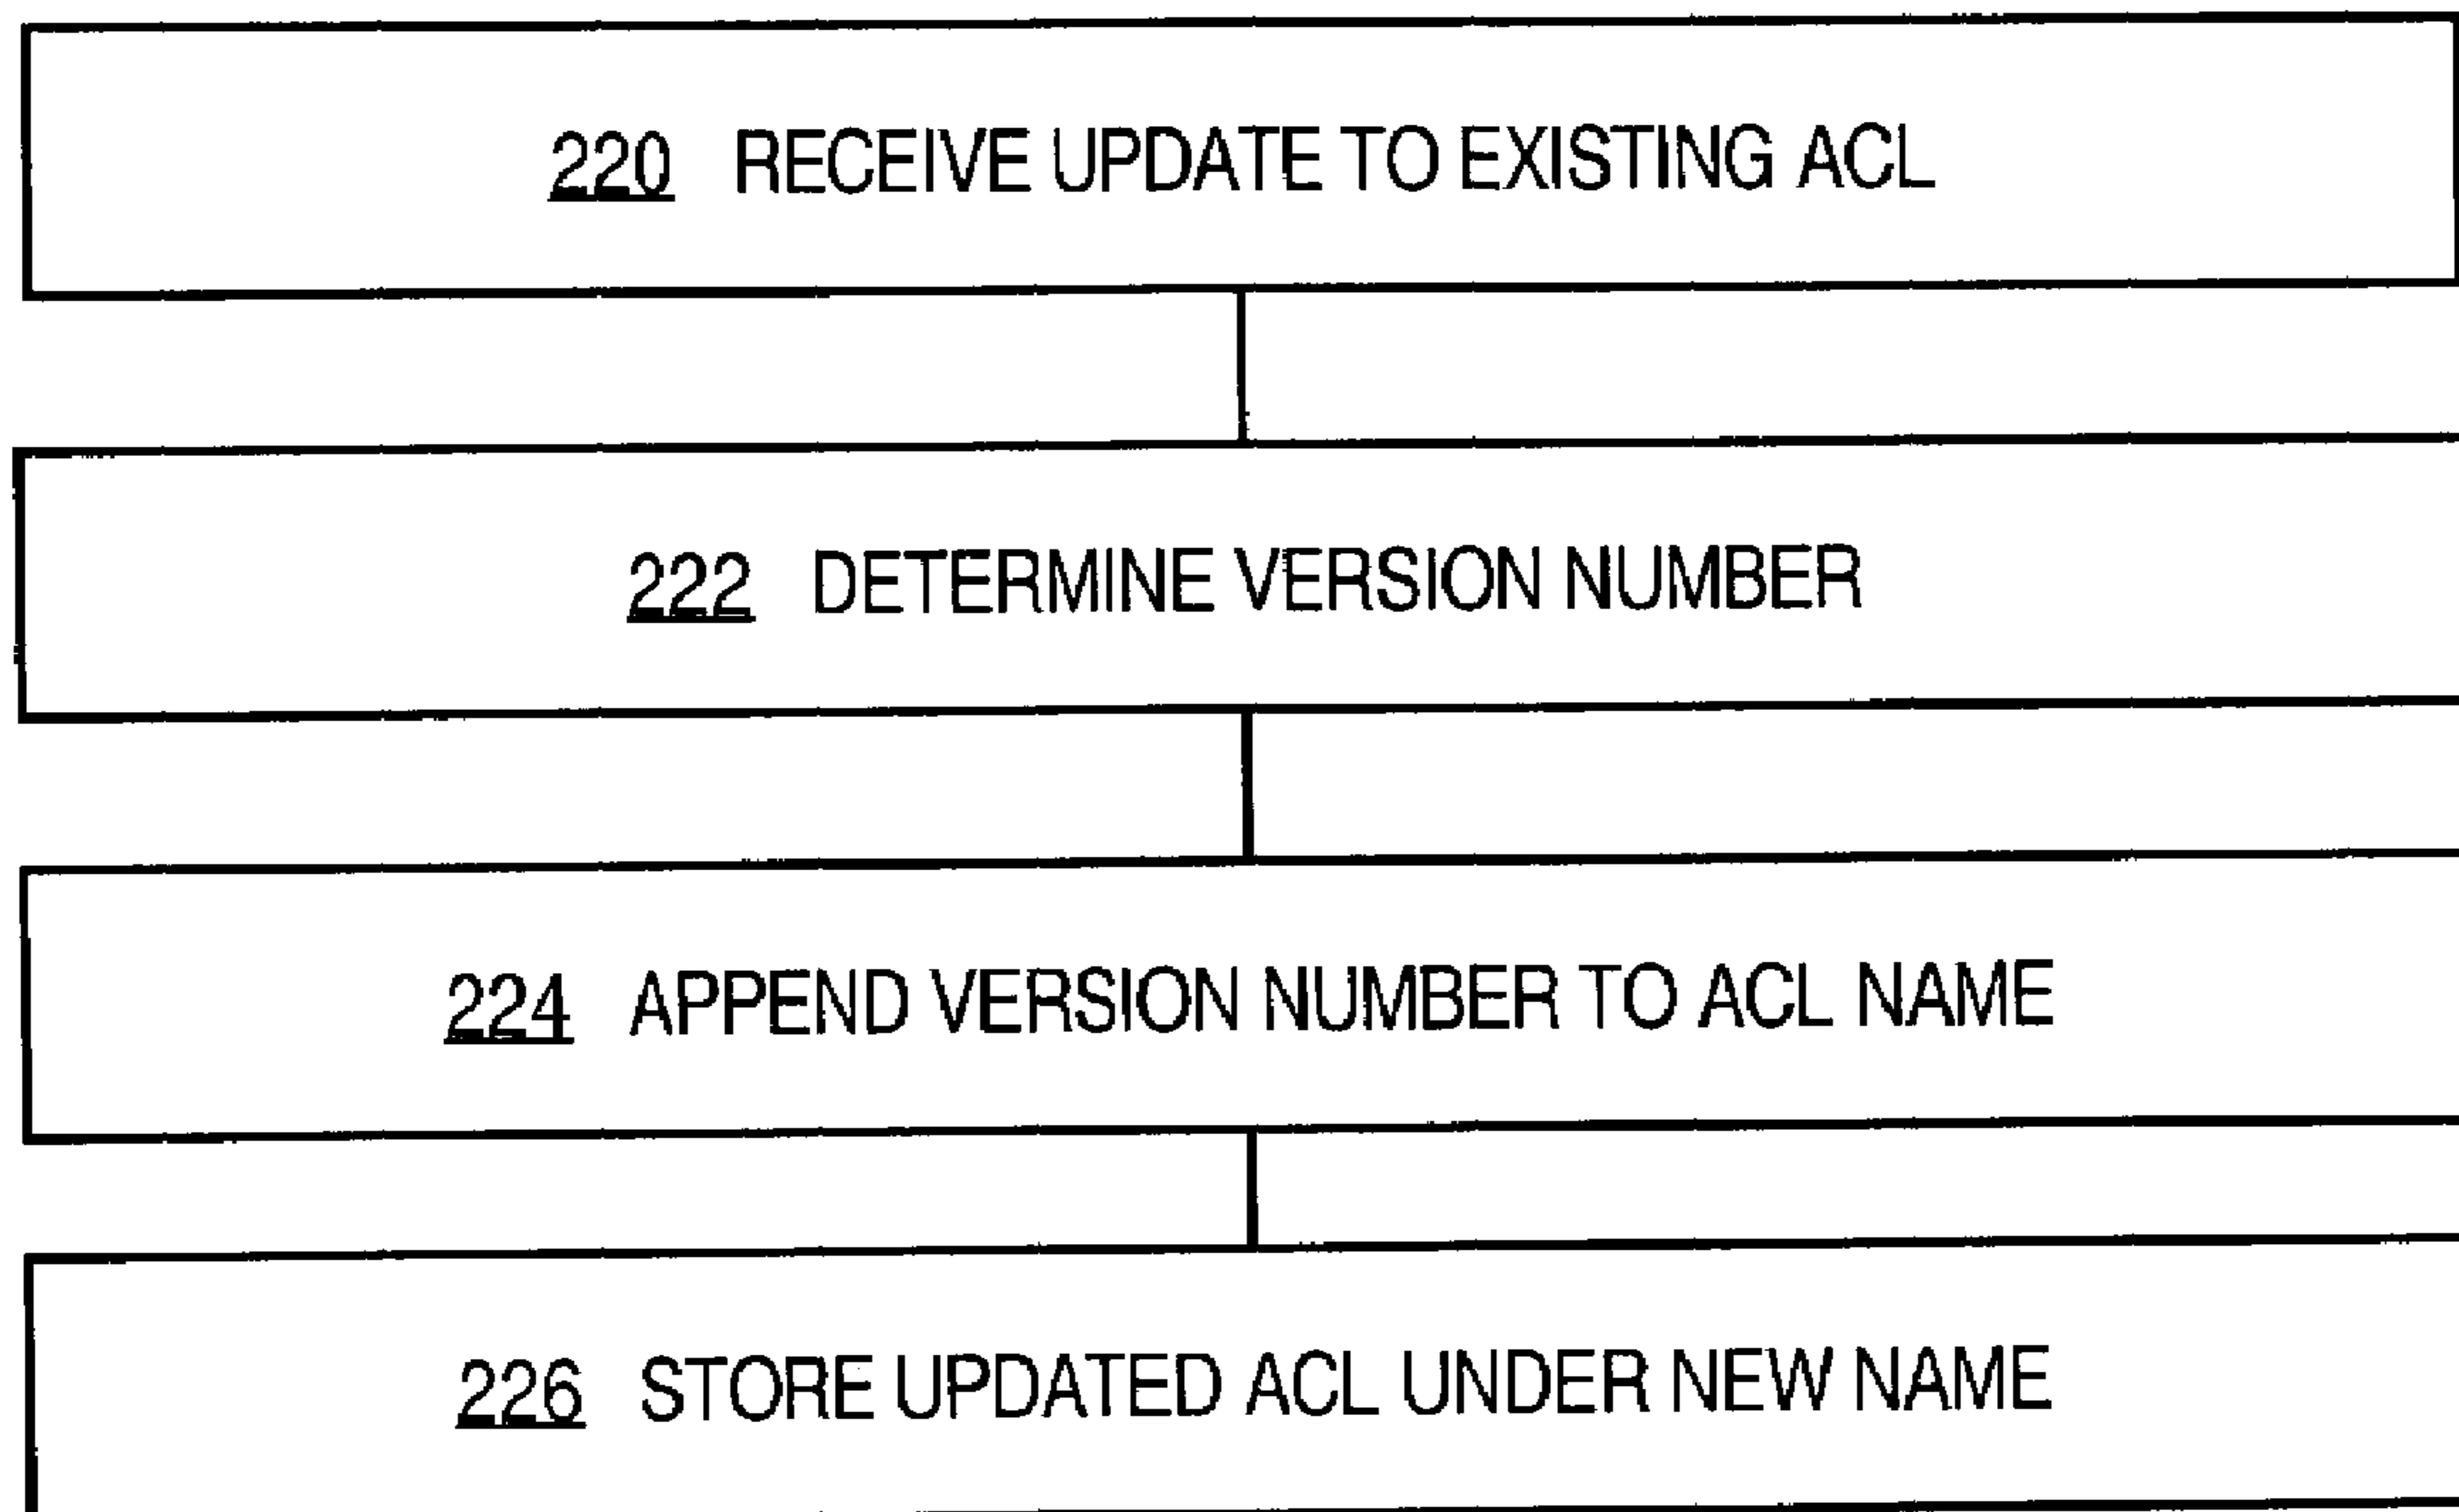 220 RECEIVE UPDATE TO EXISTING ACL
222 DETERMINE VERSION NUMBER
224 APPEND VERSION NUMBER TO ACL NAME
226 STORE UPDATED ACL UNDER NEW NAME